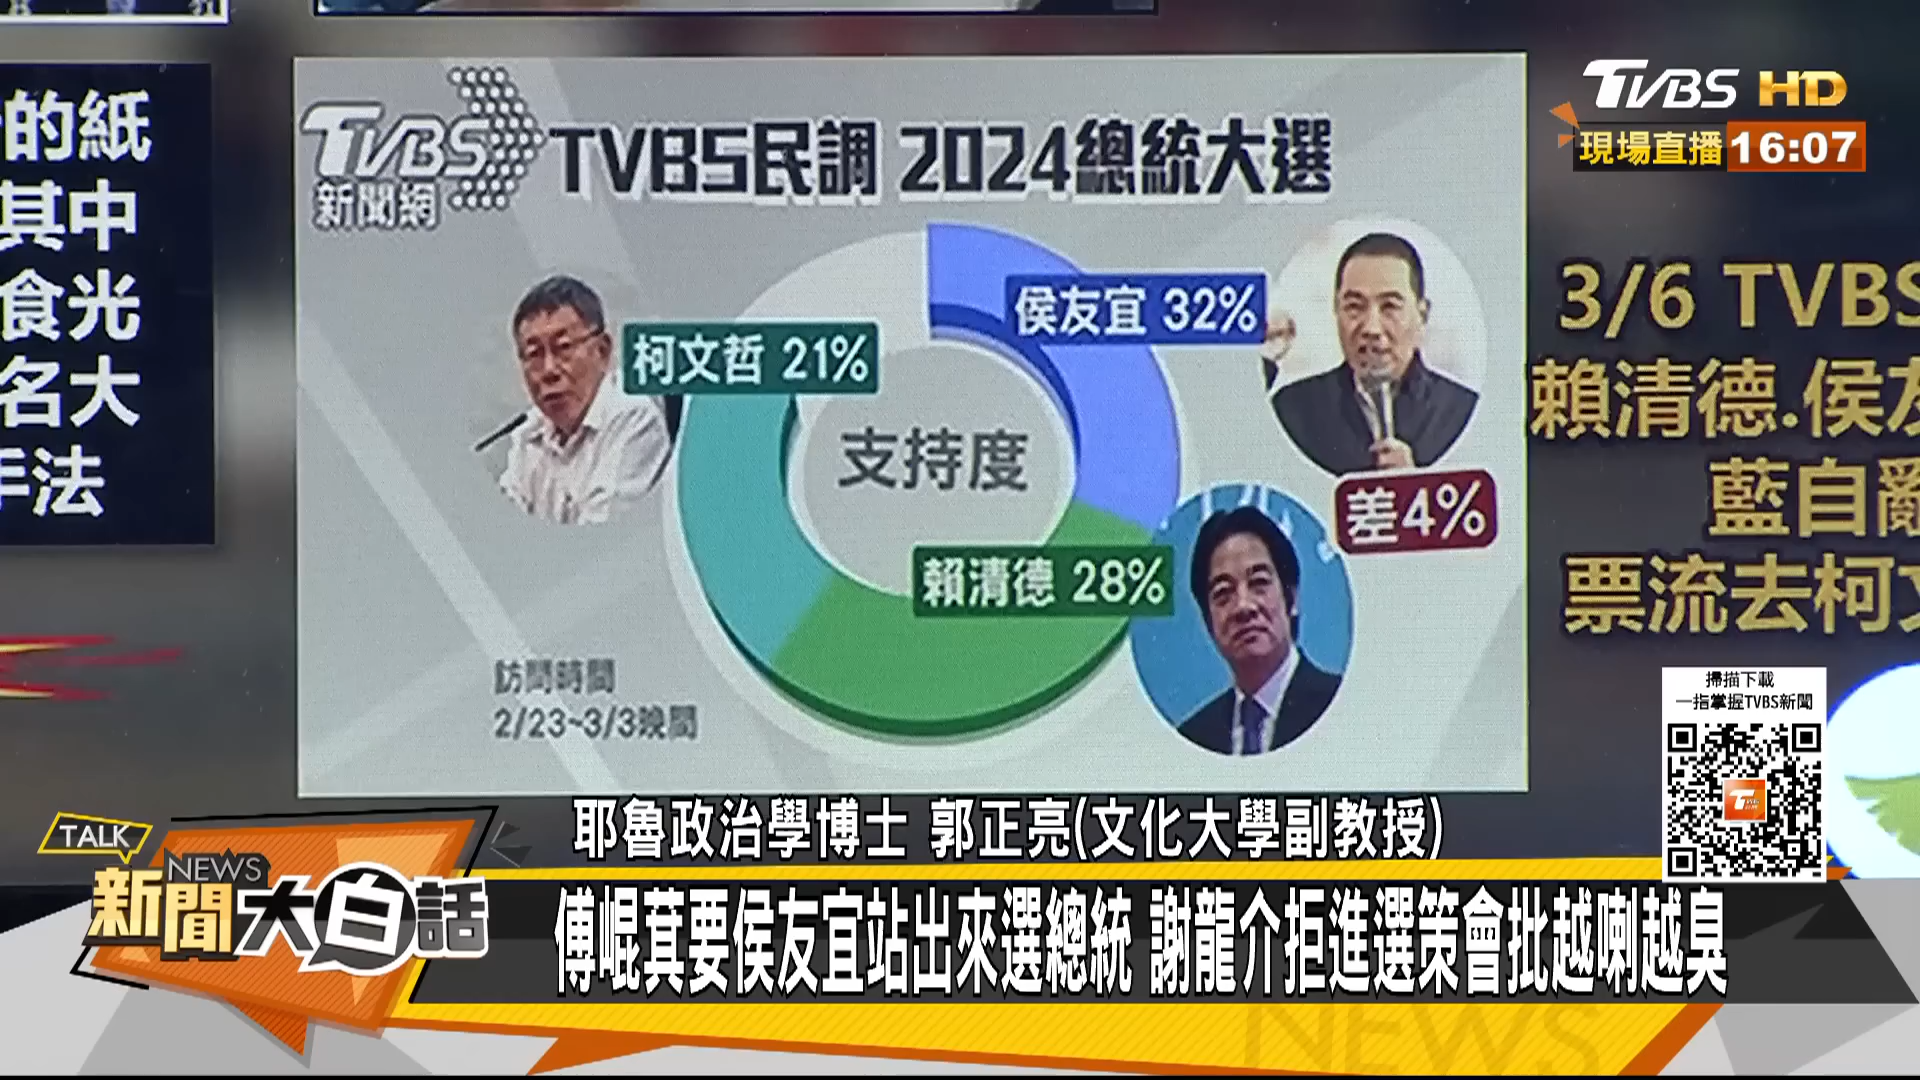 的紙
其中
食光
名大
手法
TVBS
新聞網
TVBS民調 2024總統大選
侯友宜 32%
柯文哲 21%
支持度
差4%
賴清德 28%
訪問時間
2/23~3/3晚間
TVBS HD
現場直播 16:07
3/6 TVBS
賴清德.侯友
藍自亂
票流去柯文
掃描下載
一指掌握TVBS新聞
耶魯政治學博士 郭正亮(文化大學副教授)
TALK
NEWS
新聞大白話
傅崐萁要侯友宜站出來選總統 謝龍介拒進選策會批越喇越臭
NEWS